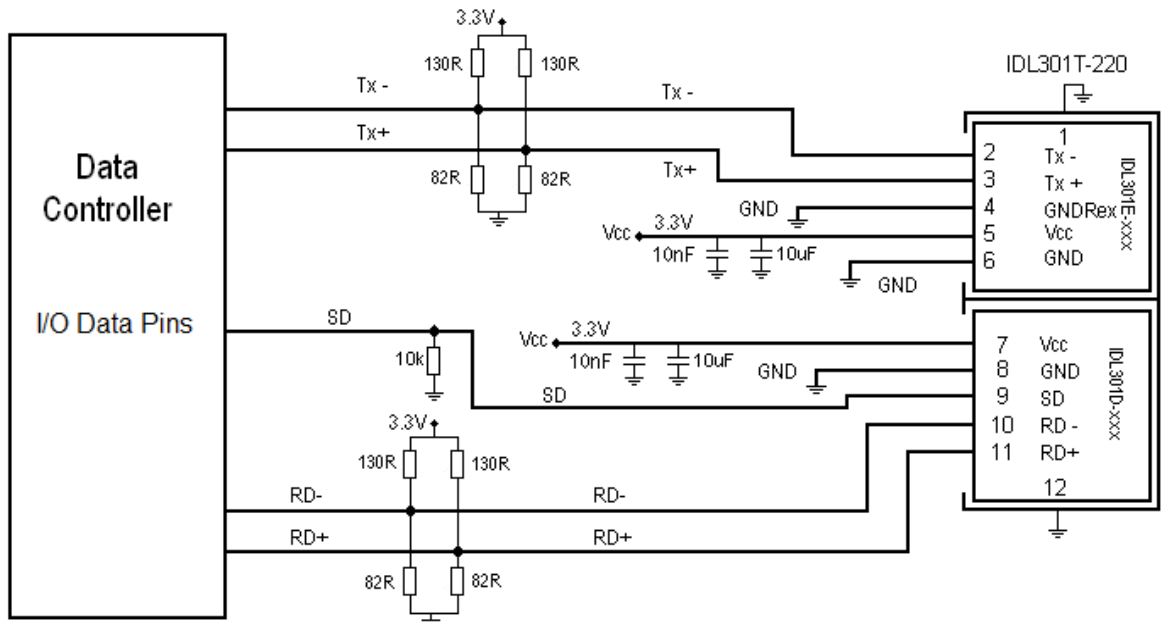 3.3V
130R 130R
IDL301T-220
Tx - Tx -
Tx+ Tx+
Data
Controller
82R 82R
I/O Data Pins
1
2 Tx -
3 Tx +
GND 4 GNDRex
Vcc 3.3V 5 Vcc
10nF 10uF
6 GND
GND
IDL301E-xxx
SD
10k
Vcc 3.3V 7 Vcc
10nF 10uF
GND 8 GND
SD 9 SD
10 RD -
11 RD+
12
IDL301D-xxx
3.3V
130R 130R
RD- RD-
RD+ RD+
82R 82R